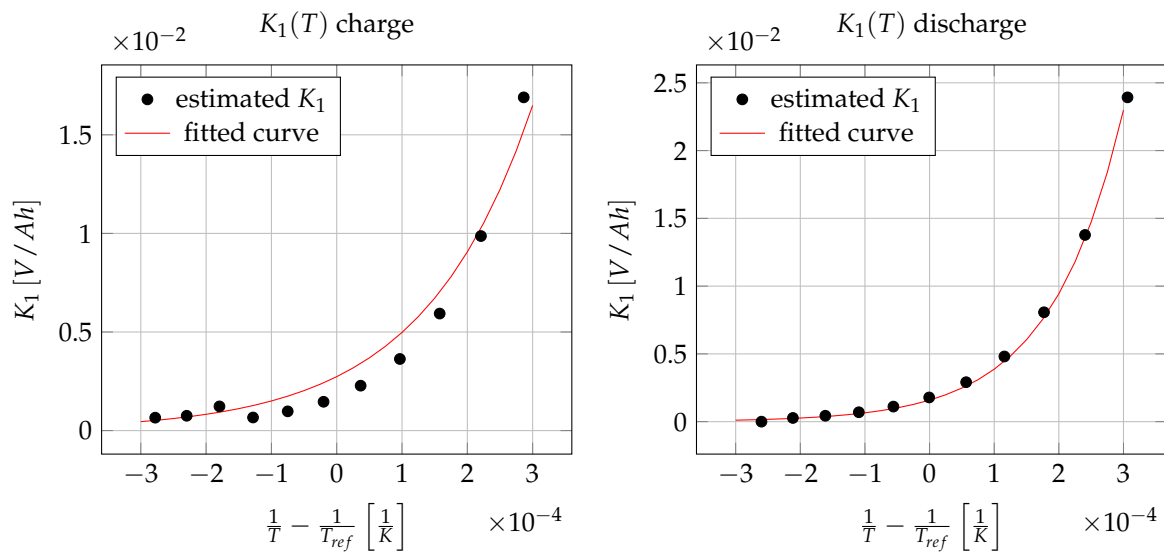 K₁(T) charge
×10⁻²
estimated K₁
fitted curve
1.5
1
0.5
0
K₁ [V/Ah]
−3 −2 −1 0 1 2 3
1/T − 1/T_ref [1/K]
×10⁻⁴
K₁(T) discharge
×10⁻²
estimated K₁
fitted curve
2.5
2
1.5
1
0.5
0
K₁ [V/Ah]
−3 −2 −1 0 1 2 3
1/T − 1/T_ref [1/K]
×10⁻⁴